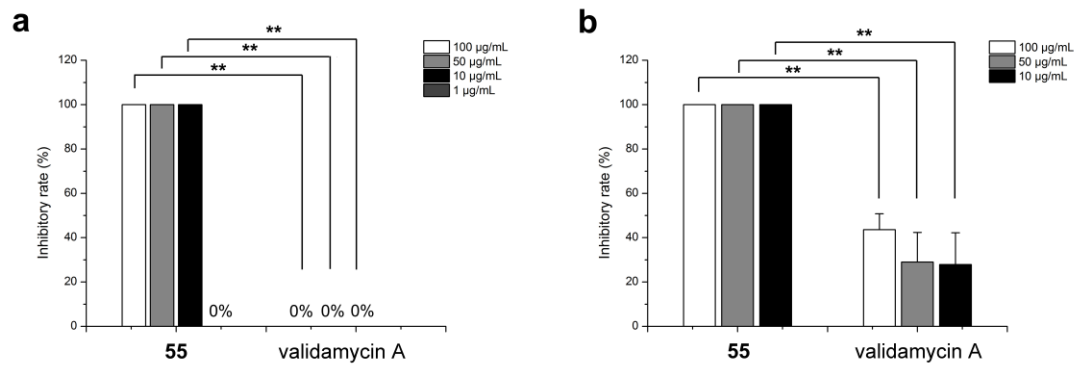 a
**
**
**
120
100
80
60
40
20
0
Inhibitory rate (%)
100 µg/mL
50 µg/mL
10 µg/mL
1 µg/mL
0%
0% 0% 0%
55
validamycin A
b
**
**
**
120
100
80
60
40
20
0
Inhibitory rate (%)
100 µg/mL
50 µg/mL
10 µg/mL
55
validamycin A